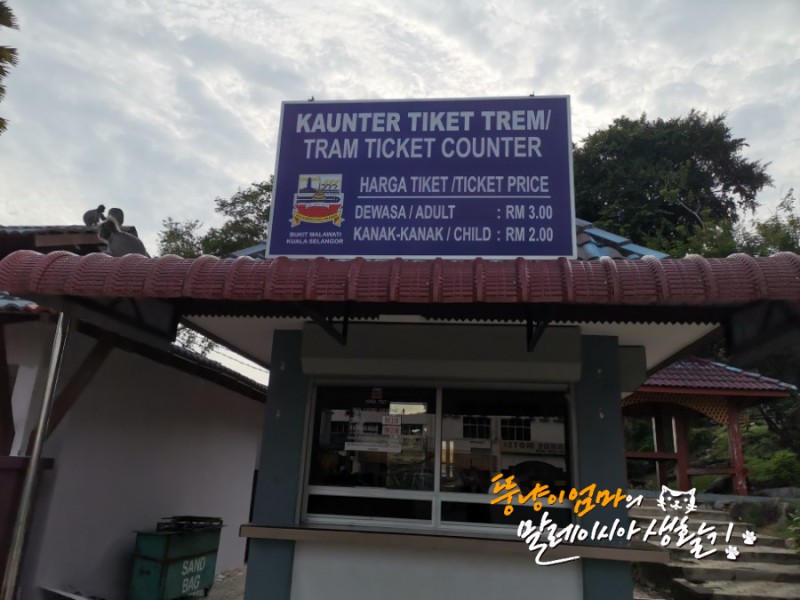 KAUNTER TIKET TREM/
TRAM TICKET COUNTER
HARGA TIKET /TICKET PRICE
DEWASA / ADULT : RM 3.00
KANAK-KANAK / CHILD : RM 2.00
BUKIT MALAWATI
KUALA SELANGOR
SAND
BAG
뚱냥이엄마의
말레이시아 생활기